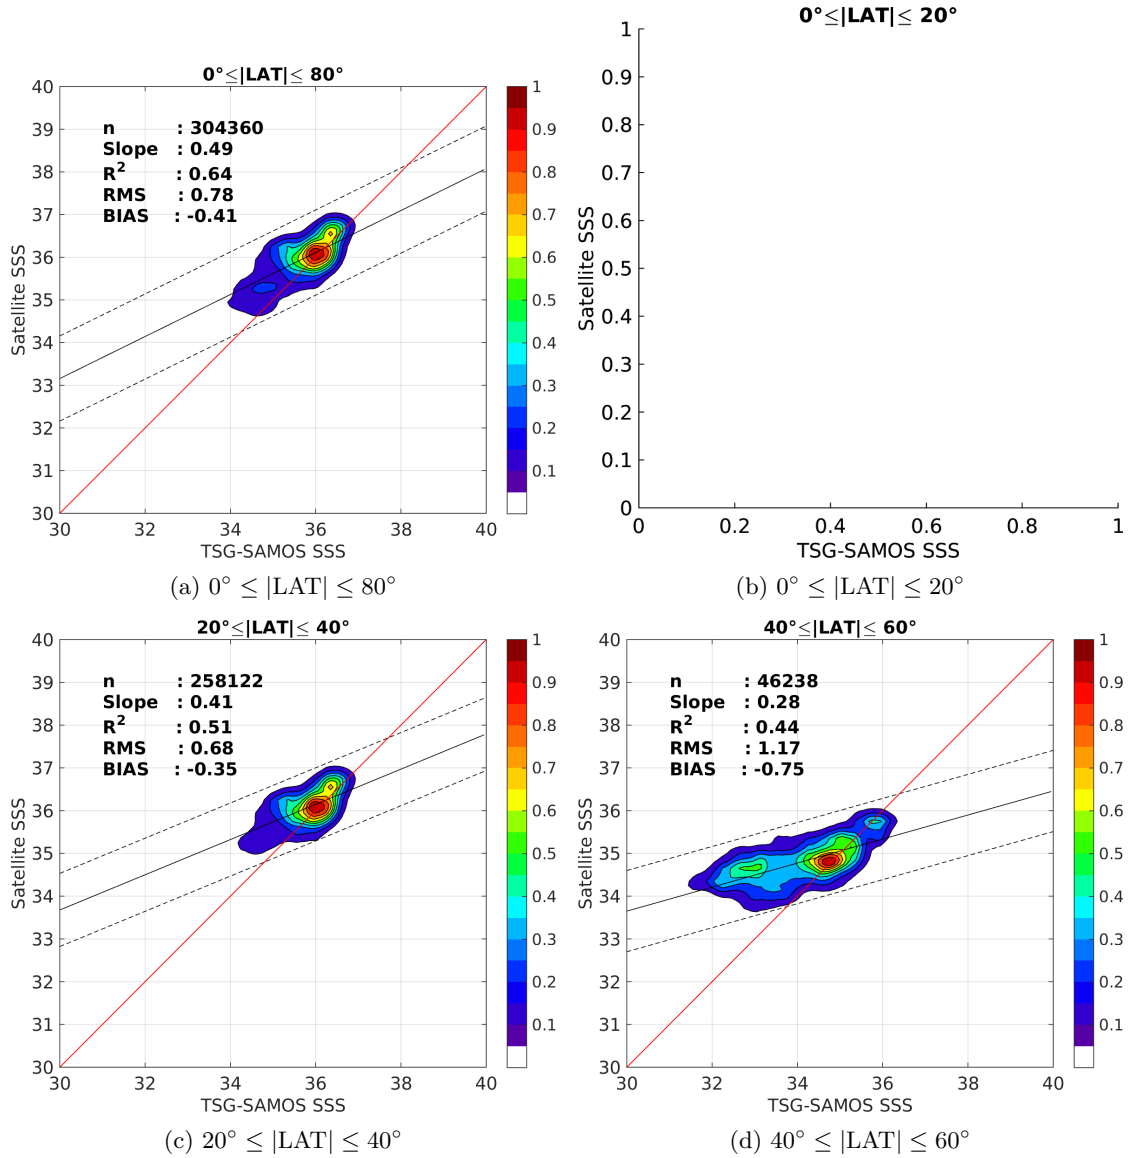 0°≤|LAT|≤ 80°
40
39
38
37
36
35
34
33
32
31
30
Satellite SSS
n : 304360
Slope : 0.49
R² : 0.64
RMS : 0.78
BIAS : -0.41
30 32 34 36 38 40
TSG-SAMOS SSS
1
0.9
0.8
0.7
0.6
0.5
0.4
0.3
0.2
0.1
(a) 0° ≤ |LAT| ≤ 80°
0°≤|LAT|≤ 20°
1
0.9
0.8
0.7
0.6
0.5
0.4
0.3
0.2
0.1
0
Satellite SSS
0 0.2 0.4 0.6 0.8 1
TSG-SAMOS SSS
(b) 0° ≤ |LAT| ≤ 20°
20°≤|LAT|≤ 40°
40
39
38
37
36
35
34
33
32
31
30
Satellite SSS
n : 258122
Slope : 0.41
R² : 0.51
RMS : 0.68
BIAS : -0.35
30 32 34 36 38 40
TSG-SAMOS SSS
1
0.9
0.8
0.7
0.6
0.5
0.4
0.3
0.2
0.1
(c) 20° ≤ |LAT| ≤ 40°
40°≤|LAT|≤ 60°
40
39
38
37
36
35
34
33
32
31
30
Satellite SSS
n : 46238
Slope : 0.28
R² : 0.44
RMS : 1.17
BIAS : -0.75
30 32 34 36 38 40
TSG-SAMOS SSS
1
0.9
0.8
0.7
0.6
0.5
0.4
0.3
0.2
0.1
(d) 40° ≤ |LAT| ≤ 60°